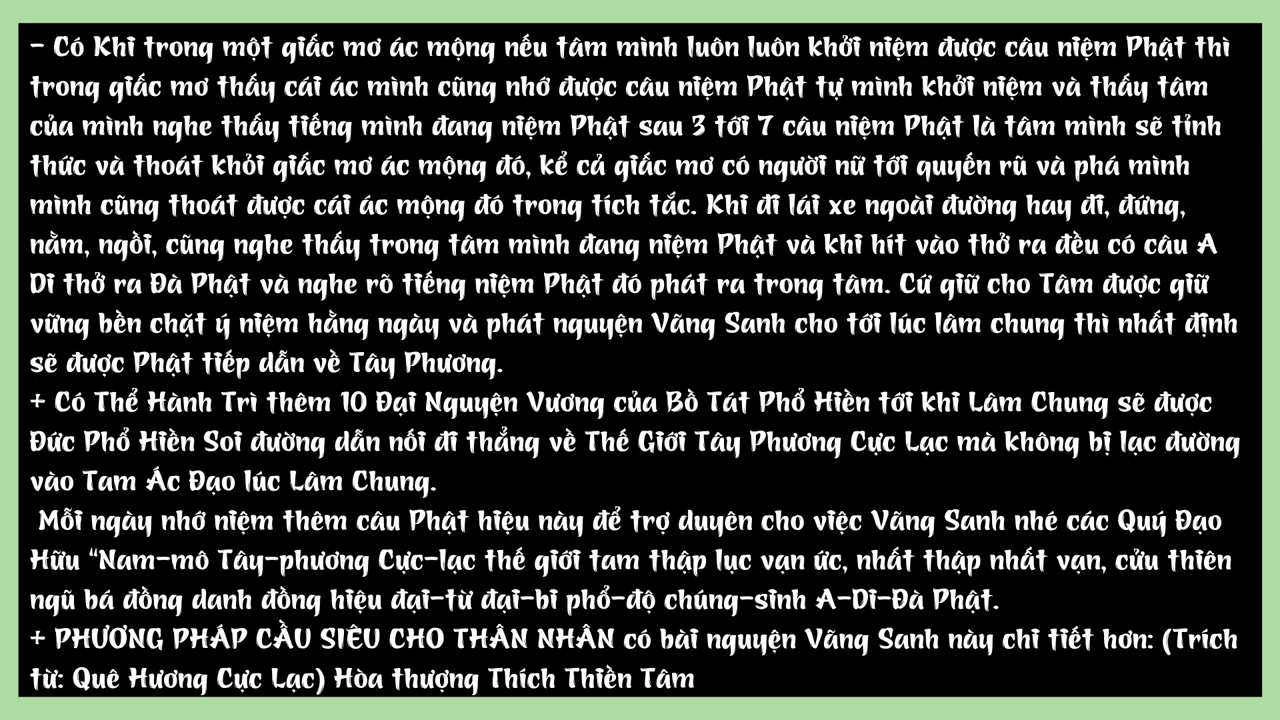 - Có Khi trong một giấc mơ ác mộng nếu tâm mình luôn luôn khởi niệm được câu niệm Phật thì
trong giấc mơ thấy cái ác mình cũng nhớ được câu niệm Phật tự mình khởi niệm và thấy tâm
của mình nghe thấy tiếng mình đang niệm Phật sau 3 tới 7 câu niệm Phật là tâm mình sẽ tỉnh
thức và thoát khỏi giấc mơ ác mộng đó, kể cả giấc mơ có người nữ tới quyến rũ và phá mình
mình cũng thoát được cái ác mộng đó trong tích tắc. Khi đi lái xe ngoài đường hay đi, đứng,
nằm, ngồi, cũng nghe thấy trong tâm mình đang niệm Phật và khi hít vào thở ra đều có câu A
Di thở ra Đà Phật và nghe rõ tiếng niệm Phật đó phát ra trong tâm. Cứ giữ cho Tâm được giữ
vững bền chặt ý niệm hằng ngày và phát nguyện Vãng Sanh cho tới lúc lâm chung thì nhất định
sẽ được Phật tiếp dẫn về Tây Phương.
+ Có Thể Hành Trì thêm 10 Đại Nguyện Vương của Bồ Tát Phổ Hiền tới khi Lâm Chung sẽ được
Đức Phổ Hiền Soi đường dẫn nối đi thẳng về Thế Giới Tây Phương Cực Lạc mà không bị lạc đường
vào Tam Ác Đạo lúc Lâm Chung.
Mỗi ngày nhớ niệm thêm câu Phật hiệu này để trợ duyên cho việc Vãng Sanh nhé các Quý Đạo
Hữu "Nam-mô Tây-phương Cực-lạc thế giới tam thập lục vạn ức, nhất thập nhất vạn, cửu thiên
ngũ bá đồng danh đồng hiệu đại-từ đại-bi phổ-độ chúng-sinh A-Di-Đà Phật.
+ PHƯƠNG PHÁP CẦU SIÊU CHO THÂN NHÂN có bài nguyện Vãng Sanh này chi tiết hơn: (Trích
từ: Quê Hương Cực Lạc) Hòa thượng Thích Thiền Tâm